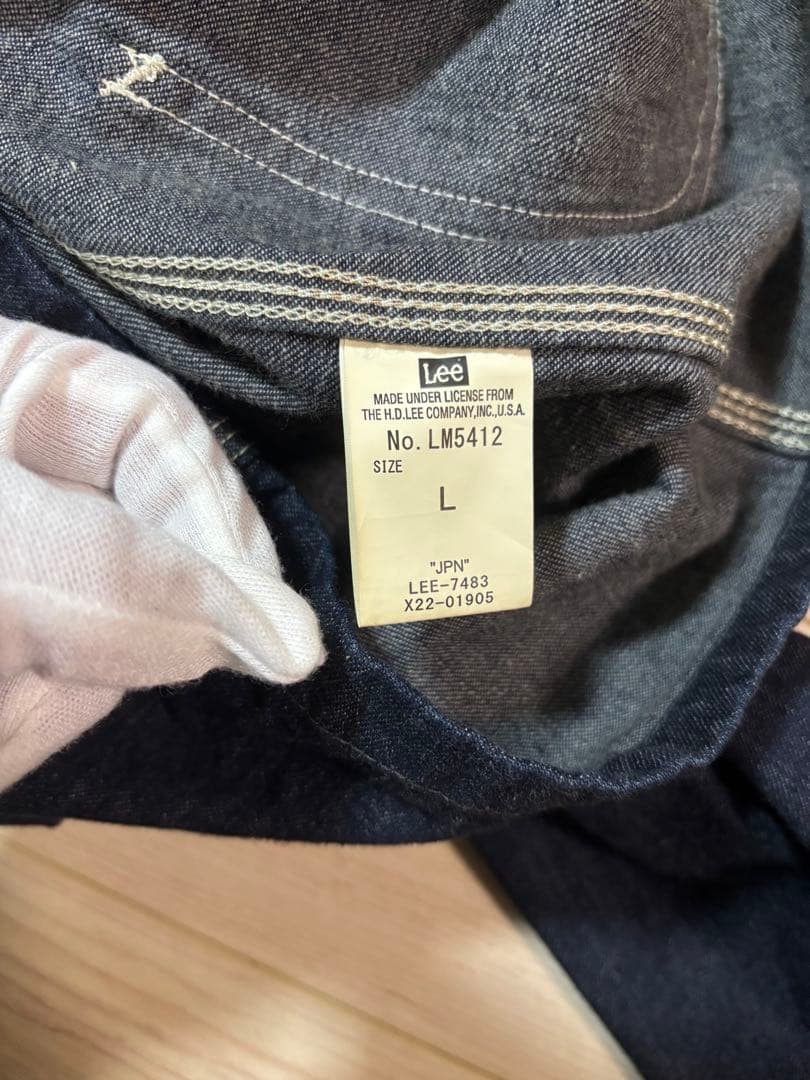 Lee
MADE UNDER LICENSE FROM
THE H.D.LEE COMPANY,INC.,U.S.A.
No. LM5412
SIZE
L
"JPN"
LEE-7483
X22-01905